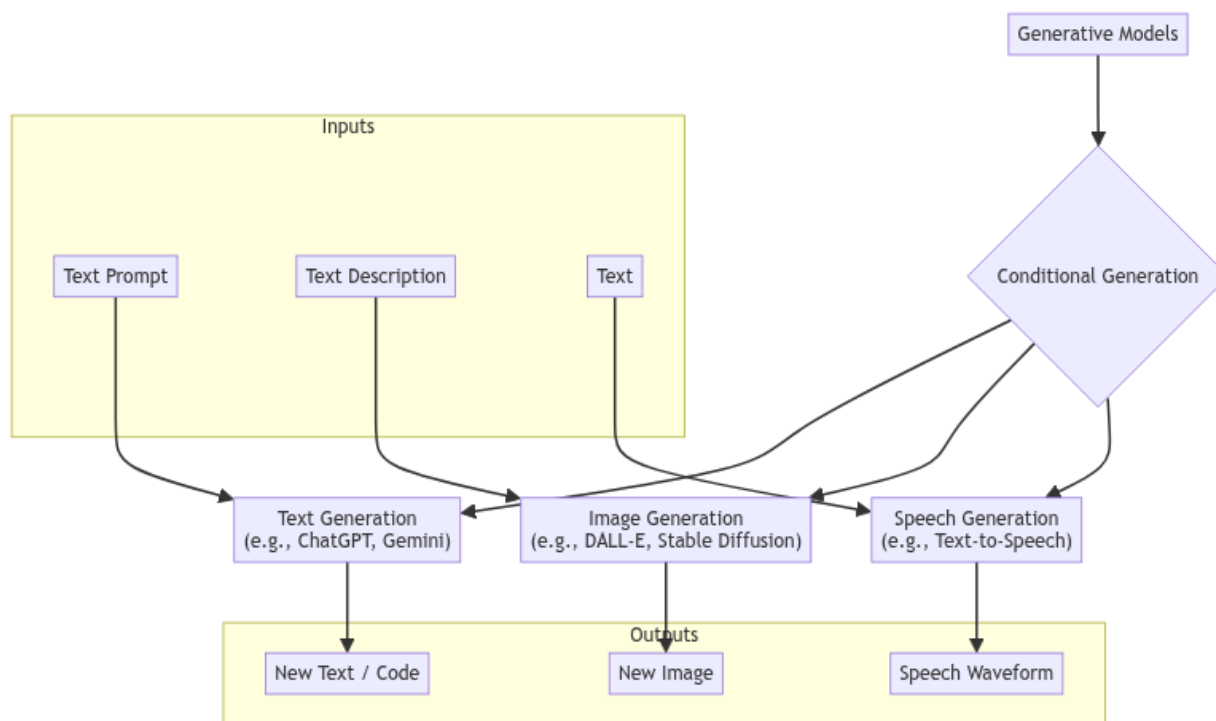 Generative Models
Inputs
Text Prompt
Text Description
Text
Conditional Generation
Text Generation
(e.g., ChatGPT, Gemini)
Image Generation
(e.g., DALL-E, Stable Diffusion)
Speech Generation
(e.g., Text-to-Speech)
Outputs
New Text / Code
New Image
Speech Waveform